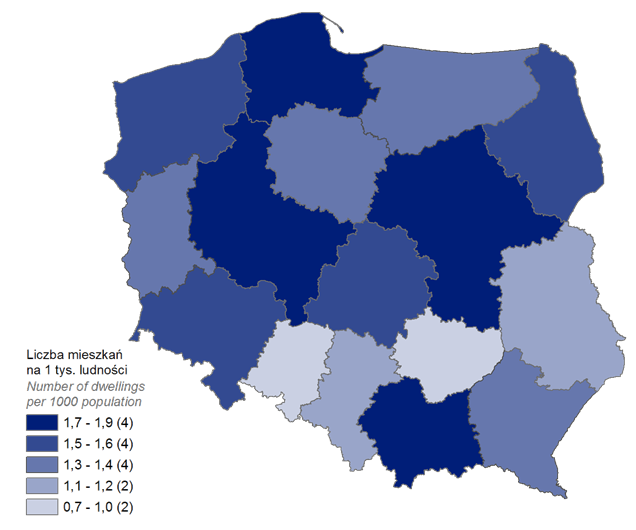 Liczba mieszkań
na 1 tys. ludności
Number of dwellings
per 1000 population
1,7 - 1,9 (4)
1,5 - 1,6 (4)
1,3 - 1,4 (4)
1,1 - 1,2 (2)
0,7 - 1,0 (2)